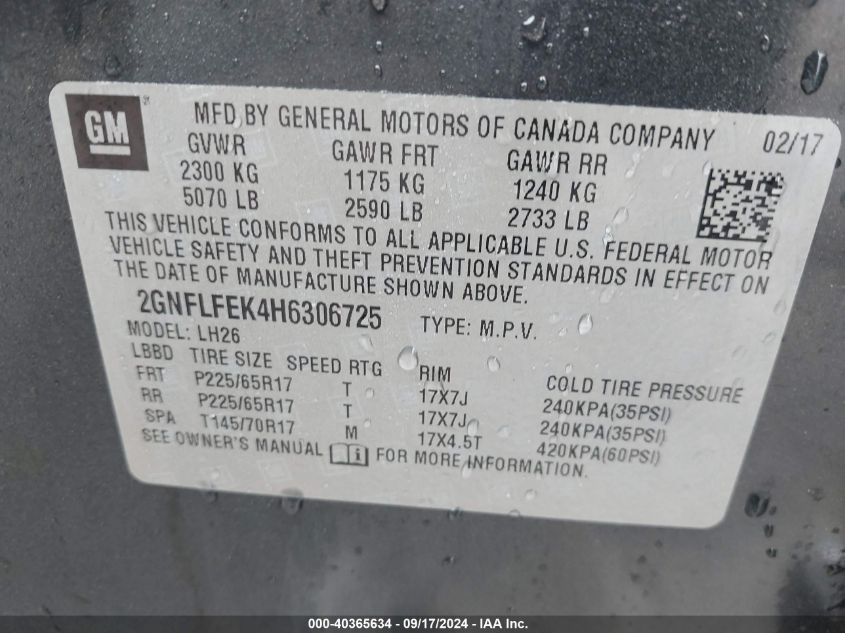 GM ®
MFD BY GENERAL MOTORS OF CANADA COMPANY 02/17
GVWR GAWR FRT GAWR RR
2300 KG 1175 KG 1240 KG
5070 LB 2590 LB 2733 LB
THIS VEHICLE CONFORMS TO ALL APPLICABLE U.S. FEDERAL MOTOR
VEHICLE SAFETY AND THEFT PREVENTION STANDARDS IN EFFECT ON
THE DATE OF MANUFACTURE SHOWN ABOVE.
2GNFLFEK4H6306725 TYPE: M.P.V.
MODEL: LH26
LBBD TIRE SIZE SPEED RTG RIM COLD TIRE PRESSURE
FRT P225/65R17 T 17X7J 240KPA(35PSI)
RR P225/65R17 T 17X7J 240KPA(35PSI)
SPA T145/70R17 M 17X4.5T 420KPA(60PSI)
SEE OWNER'S MANUAL i FOR MORE INFORMATION.
000-40365634 - 09/17/2024 - IAA Inc.